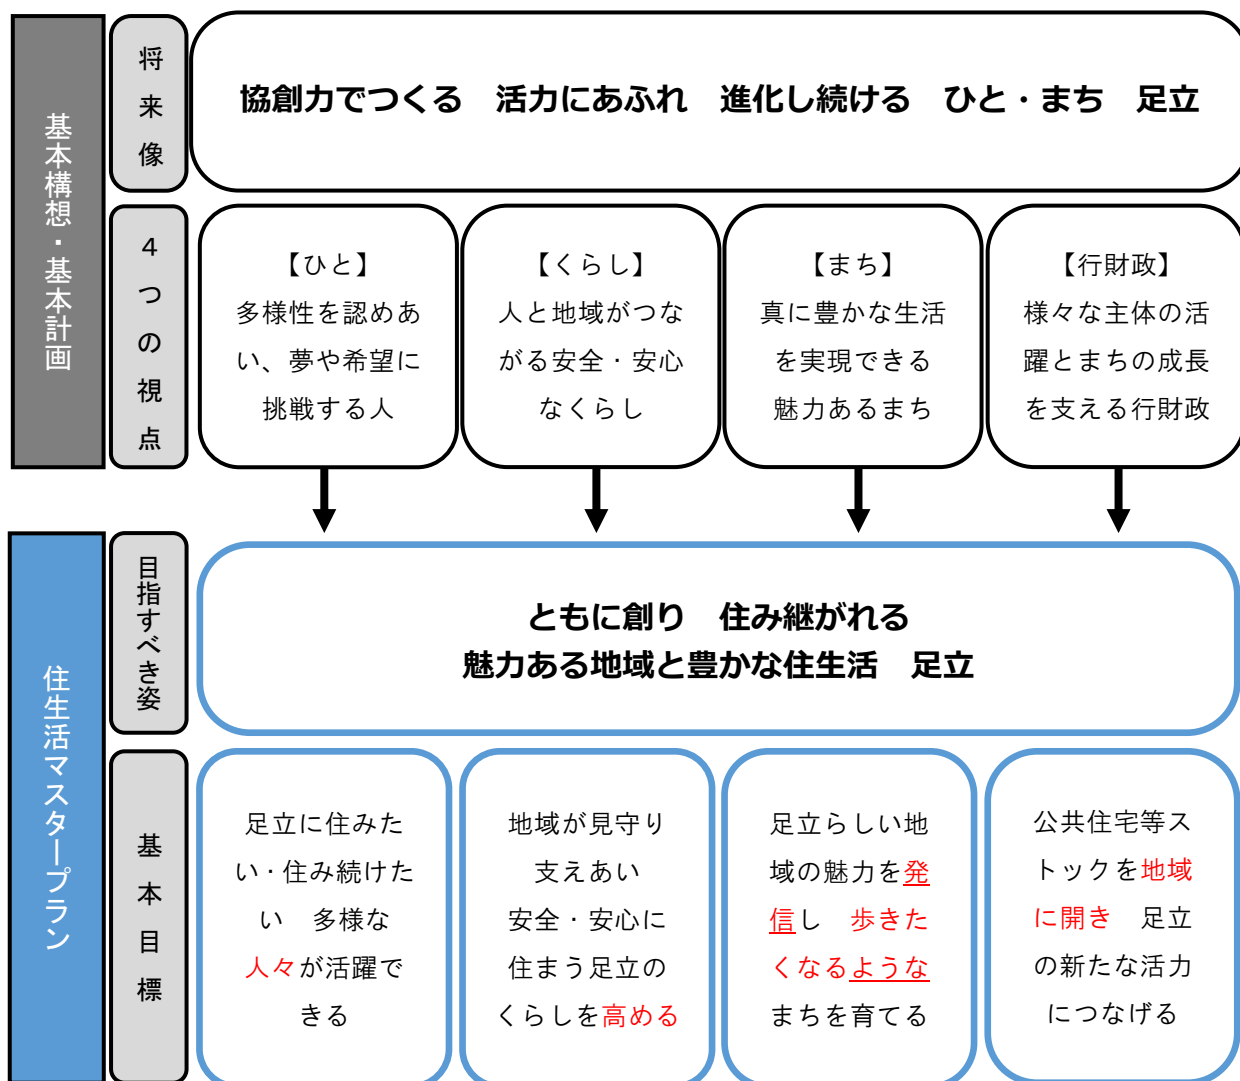 基本構想・基本計画
将来像
協創力でつくる　活力にあふれ　進化し続ける　ひと・まち　足立
４つの視点
【ひと】
多様性を認めあ
い、夢や希望に
挑戦する人
【くらし】
人と地域がつな
がる安全・安心
なくらし
【まち】
真に豊かな生活
を実現できる
魅力あるまち
【行財政】
様々な主体の活
躍とまちの成長
を支える行財政
住生活マスタープラン
目指すべき姿
ともに創り　住み継がれる
魅力ある地域と豊かな住生活　足立
基本目標
足立に住みた
い・住み続けた
い　多様な
人々が活躍で
きる
地域が見守り
支えあい
安全・安心に
住まう足立の
くらしを高める
足立らしい地
域の魅力を発
信し　歩きた
くなるような
まちを育てる
公共住宅等ス
トックを地域
に開き　足立
の新たな活力
につなげる